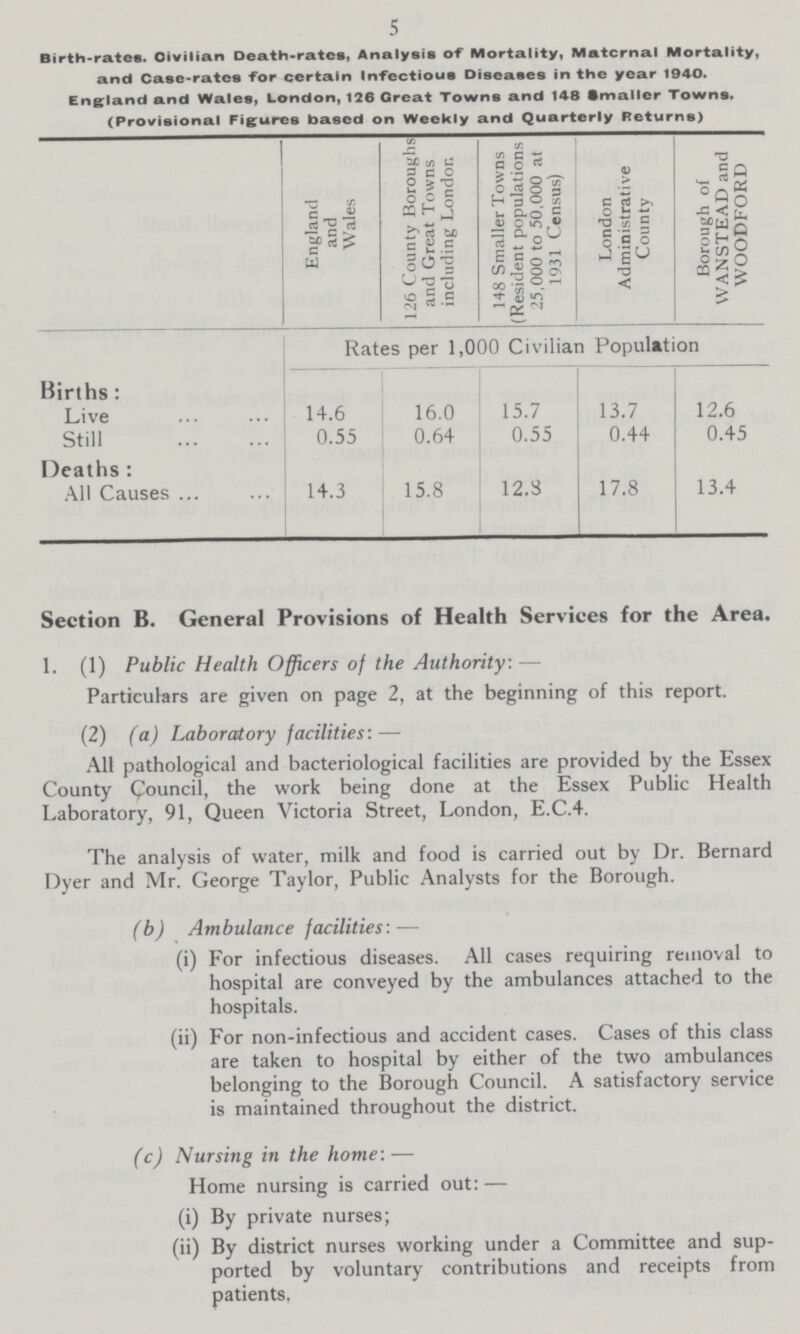 5
Birth-rates. Civilian Death-rates, Analysis of Mortality, Maternal Mortality,
and Case-rates for certain Infectious Diseases in the year 1940.
England and Wales, London, 126 Great Towns and 148 Smaller Towns.
(Provisional Figures based on Weekly and Quarterly Returns)
England
and
Wales
126 County Boroughs
and Great Towns
including London
148 Smaller Towns
(Resident populations
25,000 to 50,000 at
1931 Census)
London
Administrative
County
Borough of
WANSTEAD and
WOODFORD
Rates per 1,000 Civilian Population
Births:
Live ... ... 14.6 16.0 15.7 13.7 12.6
Still ... ... 0.55 0.64 0.55 0.44 0.45
Deaths:
All Causes ... ... 14.3 15.8 12.8 17.8 13.4
Section B. General Provisions of Health Services for the Area.
1. (1) Public Health Officers of the Authority: —
Particulars are given on page 2, at the beginning of this report.
(2) (a) Laboratory facilities: —
All pathological and bacteriological facilities are provided by the Essex
County Council, the work being done at the Essex Public Health
Laboratory, 91, Queen Victoria Street, London, E.C.4.
The analysis of water, milk and food is carried out by Dr. Bernard
Dyer and Mr. George Taylor, Public Analysts for the Borough.
(b) Ambulance facilities: —
(i) For infectious diseases. All cases requiring removal to
hospital are conveyed by the ambulances attached to the
hospitals.
(ii) For non-infectious and accident cases. Cases of this class
are taken to hospital by either of the two ambulances
belonging to the Borough Council. A satisfactory service
is maintained throughout the district.
(c) Nursing in the home: —
Home nursing is carried out: —
(i) By private nurses;
(ii) By district nurses working under a Committee and sup-
ported by voluntary contributions and receipts from
patients.